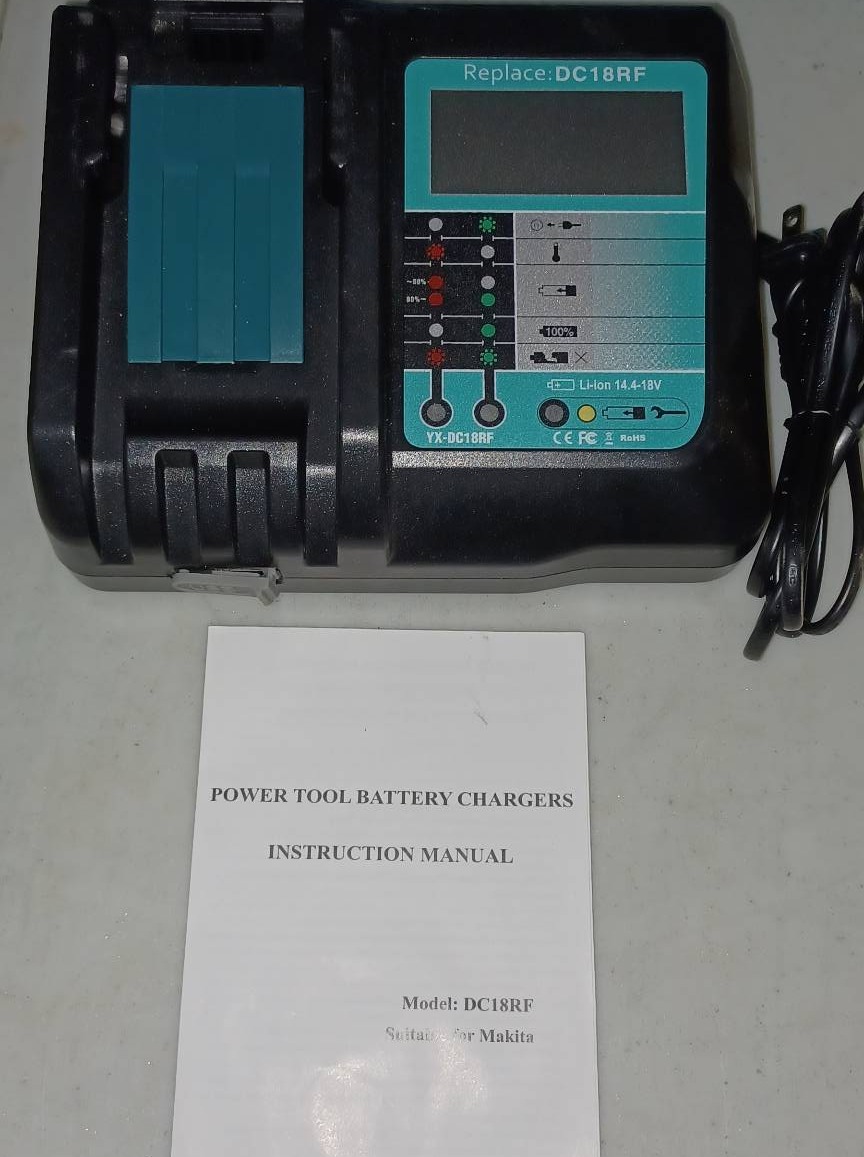 Replace: DC18RF
~80%
80%~
100%
Li-ion 14.4-18V
YX-DC18RF
CE FC RoHS
POWER TOOL BATTERY CHARGERS
INSTRUCTION MANUAL
Model: DC18RF
for Makita